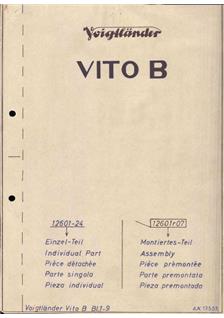 Voigtländer
VITO B
12601-24
Einzel-Teil
Individual Part
Pièce détachée
Parte singola
Pieza individual
12601r07
Montiertes-Teil
Assembly
Pièce prémontée
Parte premontata
Pieza premontada
Voigtländer Vito B Bl.1-9